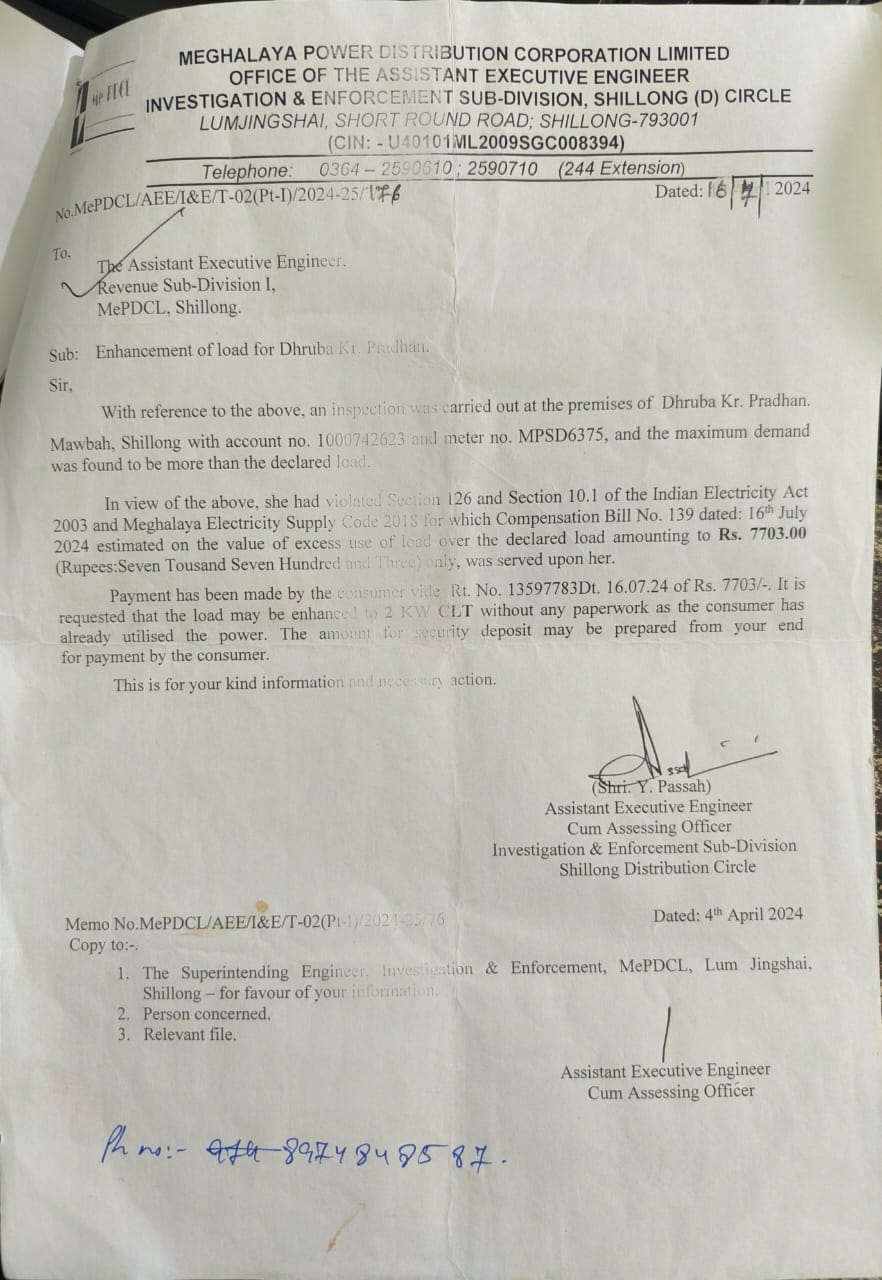 MePDCL
MEGHALAYA POWER DISTRIBUTION CORPORATION LIMITED
OFFICE OF THE ASSISTANT EXECUTIVE ENGINEER
INVESTIGATION & ENFORCEMENT SUB-DIVISION, SHILLONG (D) CIRCLE
LUMJINGSHAI, SHORT ROUND ROAD; SHILLONG-793001
(CIN: - U40101ML2009SGC008394)
Telephone: 0364 – 2590610 ; 2590710 (244 Extension)
No.MePDCL/AEE/I&E/T-02(Pt-I)/2024-25/176 Dated: 16/7/ 2024
To,
The Assistant Executive Engineer,
Revenue Sub-Division I,
MePDCL, Shillong.
Sub: Enhancement of load for Dhruba Kr. Pradhan.
Sir,
With reference to the above, an inspection was carried out at the premises of Dhruba Kr. Pradhan.
Mawbah, Shillong with account no. 1000742623 and meter no. MPSD6375, and the maximum demand
was found to be more than the declared load.
In view of the above, she had violated Section 126 and Section 10.1 of the Indian Electricity Act
2003 and Meghalaya Electricity Supply Code 2018 for which Compensation Bill No. 139 dated: 16th July
2024 estimated on the value of excess use of load over the declared load amounting to Rs. 7703.00
(Rupees:Seven Tousand Seven Hundred and Three) only, was served upon her.
Payment has been made by the consumer vide Rt. No. 13597783Dt. 16.07.24 of Rs. 7703/-. It is
requested that the load may be enhanced to 2 KW CLT without any paperwork as the consumer has
already utilised the power. The amount for security deposit may be prepared from your end
for payment by the consumer.
This is for your kind information and necessary action.
(Shri. Y. Passah)
Assistant Executive Engineer
Cum Assessing Officer
Investigation & Enforcement Sub-Division
Shillong Distribution Circle
Memo No.MePDCL/AEE/I&E/T-02(Pt-I)/2024-25/76 Dated: 4th April 2024
Copy to:-.
1. The Superintending Engineer, Investigation & Enforcement, MePDCL, Lum Jingshai,
Shillong – for favour of your information.
2. Person concerned.
3. Relevant file.
Assistant Executive Engineer
Cum Assessing Officer
Ph no:- 8974848587.